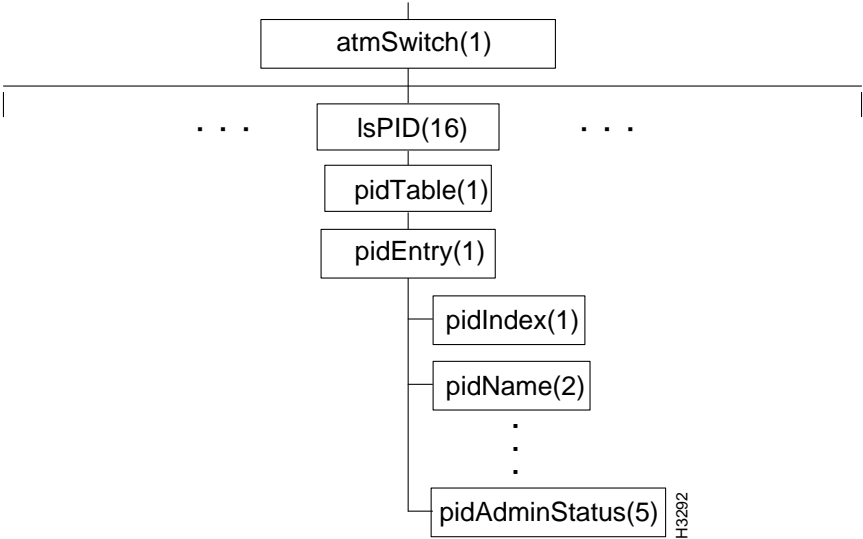 atmSwitch(1)
. . . lsPID(16) . . .
pidTable(1)
pidEntry(1)
pidIndex(1)
pidName(2)
.
.
.
pidAdminStatus(5)
H3292